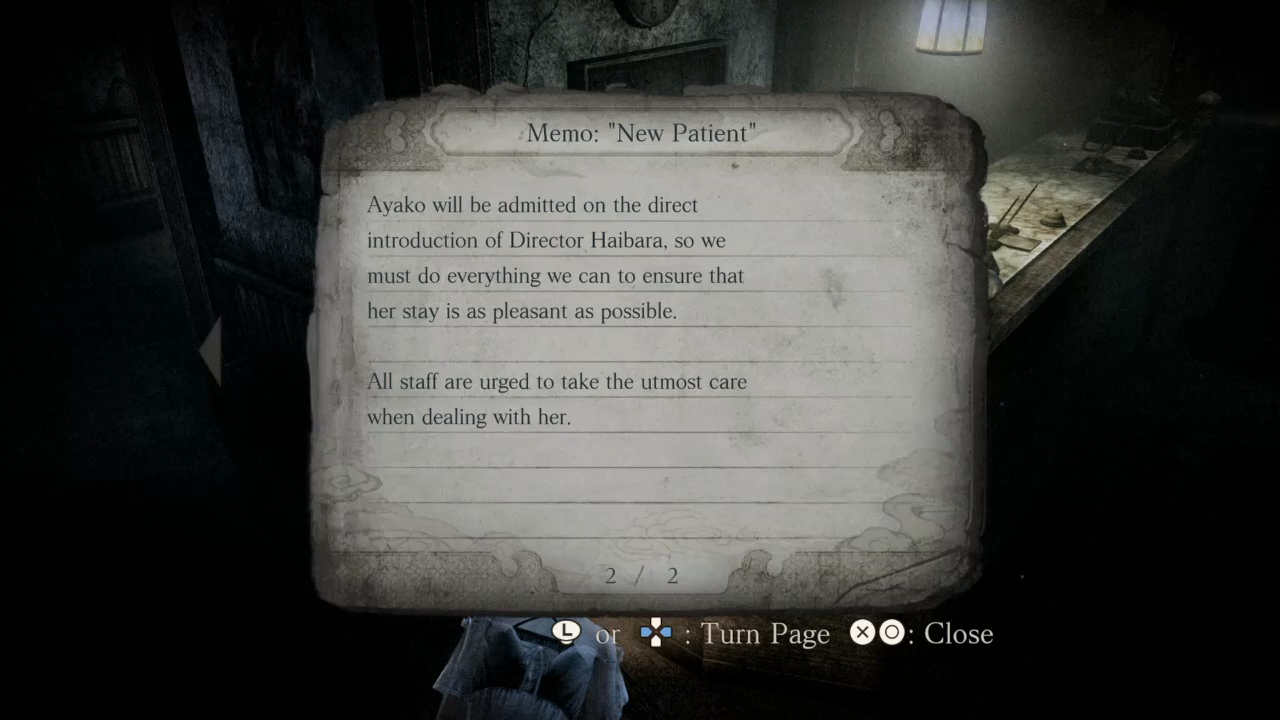 Memo: "New Patient"
Ayako will be admitted on the direct
introduction of Director Haibara, so we
must do everything we can to ensure that
her stay is as pleasant as possible.
All staff are urged to take the utmost care
when dealing with her.
2 / 2
L or : Turn Page : Close